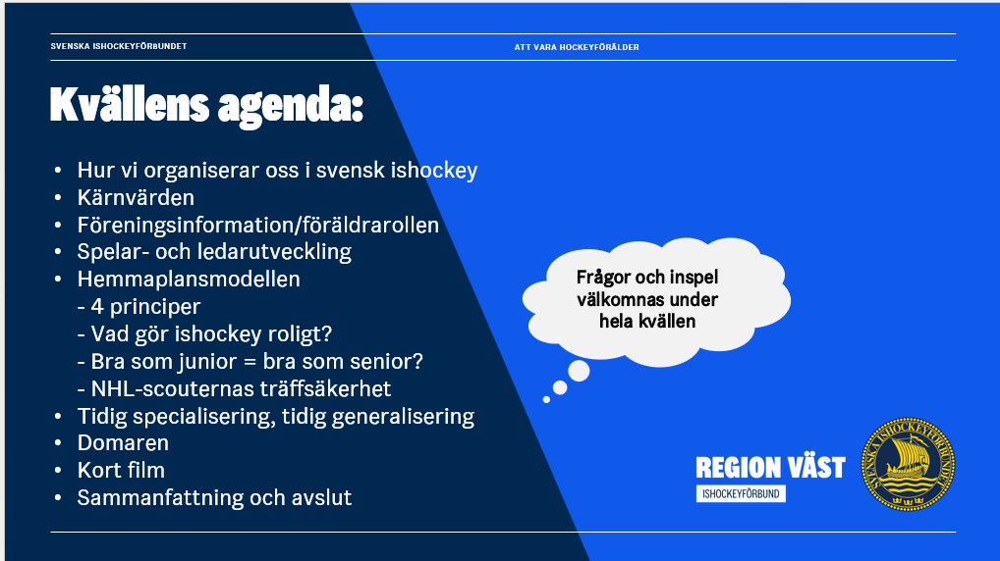 SVENSKA ISHOCKEYFÖRBUNDET
ATT VARA HOCKEYFÖRÄLDER
Kvällens agenda:
• Hur vi organiserar oss i svensk ishockey
• Kärnvärden
• Föreningsinformation/föräldrarollen
• Spelar- och ledarutveckling
• Hemmaplansmodellen
- 4 principer
- Vad gör ishockey roligt?
- Bra som junior = bra som senior?
- NHL-scouternas träffsäkerhet
• Tidig specialisering, tidig generalisering
• Domaren
• Kort film
• Sammanfattning och avslut
Frågor och inspel
välkomnas under
hela kvällen
REGION VÄST
ISHOCKEYFÖRBUND
SVENSKA ISHOCKEYFÖRBUNDET